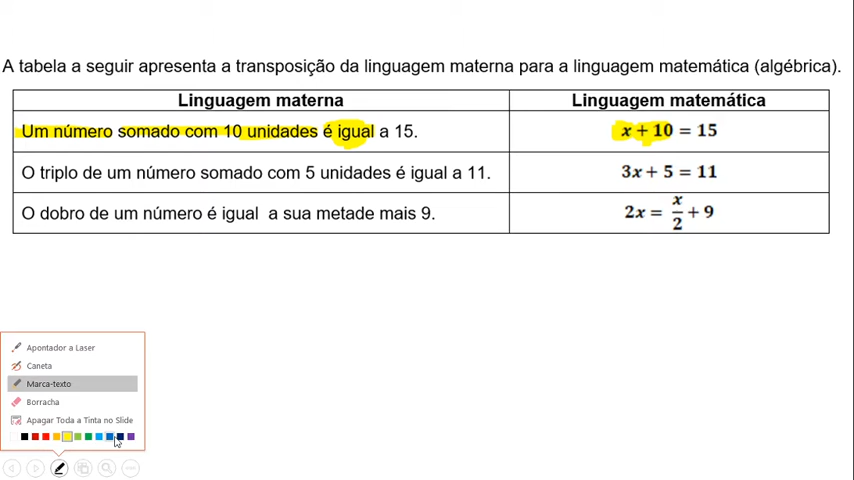 A tabela a seguir apresenta a transposição da linguagem materna para a linguagem matemática (algébrica).
Linguagem materna Linguagem matemática
Um número somado com 10 unidades é igual a 15. x + 10 = 15
O triplo de um número somado com 5 unidades é igual a 11. 3x + 5 = 11
O dobro de um número é igual a sua metade mais 9. 2x = x/2 + 9
Apontador a Laser
Caneta
Marca-texto
Borracha
Apagar Toda a Tinta no Slide